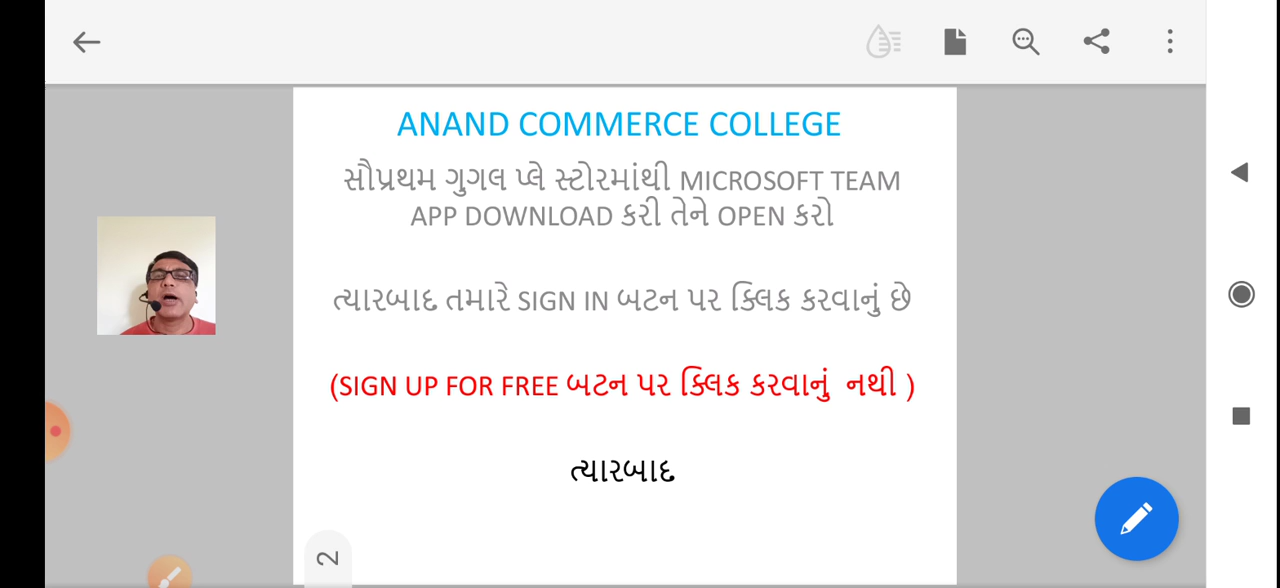 ANAND COMMERCE COLLEGE
સૌપ્રથમ ગુગલ પ્લે સ્ટોરમાંથી MICROSOFT TEAM
APP DOWNLOAD કરી તેને OPEN કરો
ત્યારબાદ તમારે SIGN IN બટન પર ક્લિક કરવાનું છે
(SIGN UP FOR FREE બટન પર ક્લિક કરવાનું નથી )
ત્યારબાદ
2